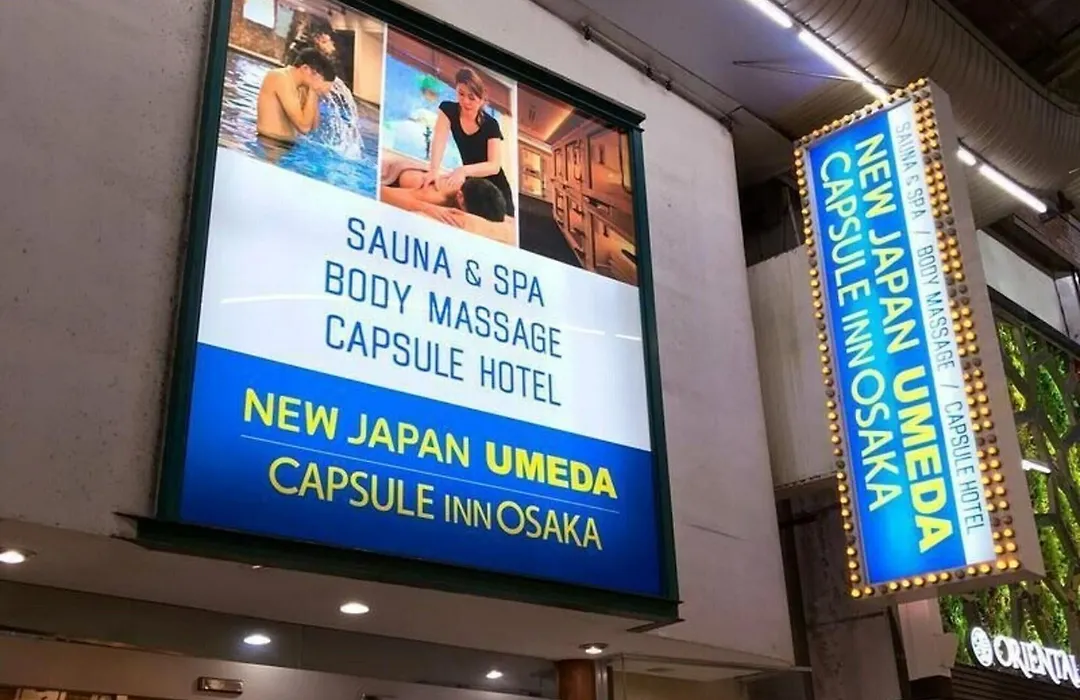 SAUNA & SPA
BODY MASSAGE
CAPSULE HOTEL
NEW JAPAN UMEDA
CAPSULE INN OSAKA
SAUNA & SPA / BODY MASSAGE / CAPSULE HOTEL
NEW JAPAN UMEDA
CAPSULE INN OSAKA
ORIENTAL